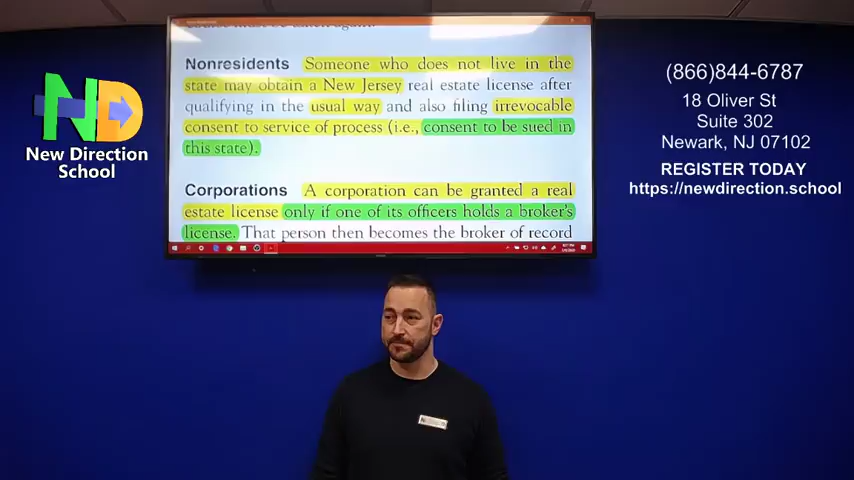 Nonresidents Someone who does not live in the
state may obtain a New Jersey real estate license after
qualifying in the usual way and also filing irrevocable
consent to service of process (i.e., consent to be sued in
this state).
Corporations A corporation can be granted a real
estate license only if one of its officers holds a broker's
license. That person then becomes the broker of record
ND
New Direction
School
(866)844-6787
18 Oliver St
Suite 302
Newark, NJ 07102
REGISTER TODAY
https://newdirection.school